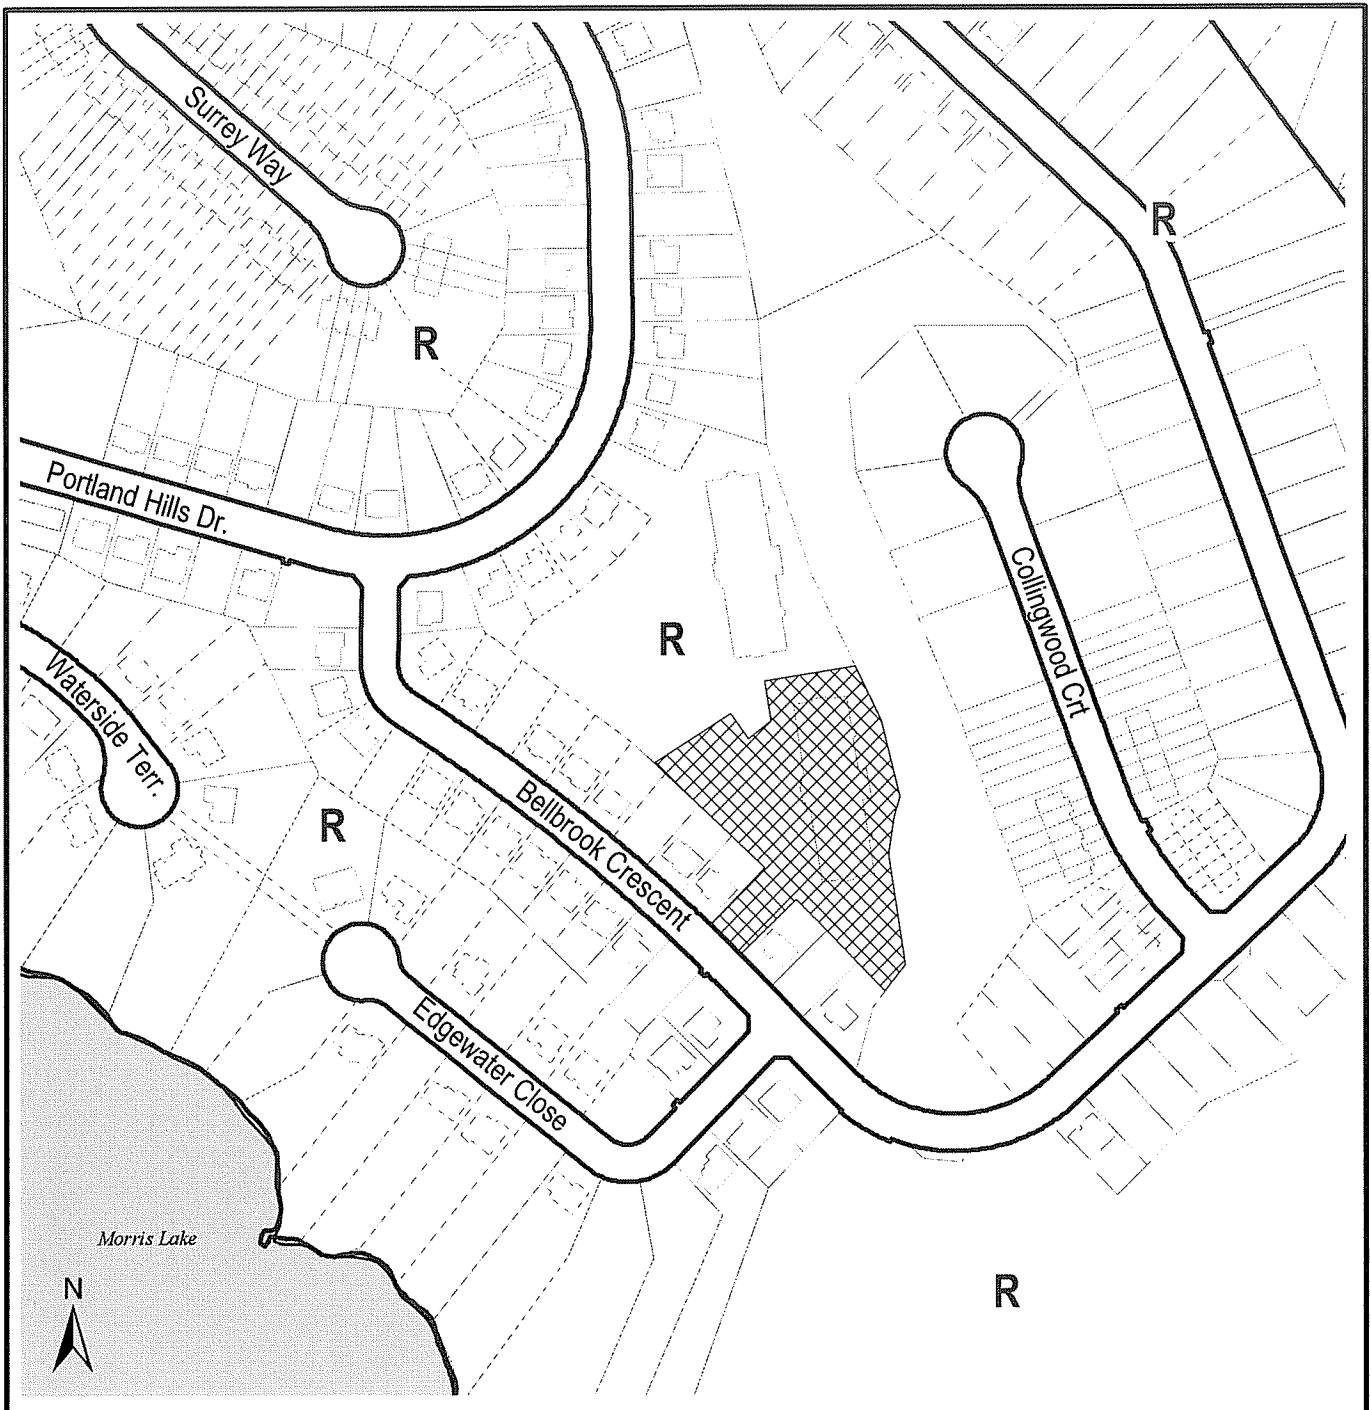 Surrey Way
R
R
Portland Hills Dr.
Collingwood Crt
R
Waterside Terr.
Bellbrook Crescent
R
Edgewater Close
Morris Lake
N
R